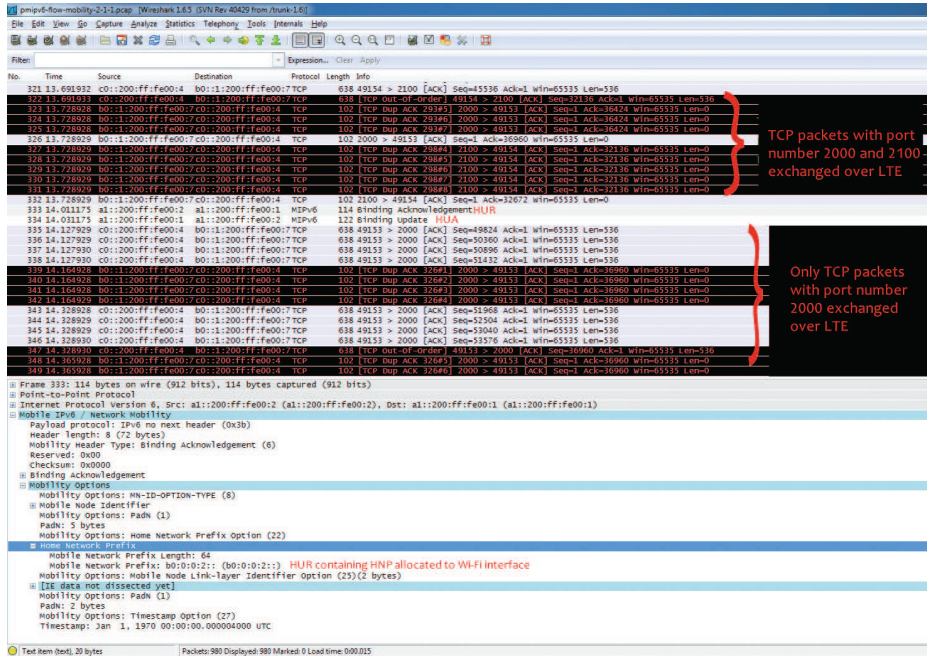 pmipv6-flow-mobility-2-1-1.pcap [Wireshark 1.6.5 (SVN Rev 40429 from /trunk-1.6)]
File Edit View Go Capture Analyze Statistics Telephony Tools Internals Help
Filter: Expression... Clear Apply
No. Time Source Destination Protocol Length Info
321 13.691932 c0::200:ff:fe00:4 b0::1:200:ff:fe00:7 TCP 638 49154 > 2100 [ACK] Seq=45536 Ack=1 Win=65535 Len=536
322 13.691933 c0::200:ff:fe00:4 b0::1:200:ff:fe00:7 TCP 638 [TCP Out-Of-Order] 49154 > 2100 [ACK] Seq=32136 Ack=1 Win=65535 Len=536
323 13.728928 b0::1:200:ff:fe00:7 c0::200:ff:fe00:4 TCP 102 [TCP Dup ACK 293#5] 2000 > 49153 [ACK] Seq=1 Ack=36424 Win=65535 Len=0
324 13.728928 b0::1:200:ff:fe00:7 c0::200:ff:fe00:4 TCP 102 [TCP Dup ACK 293#6] 2000 > 49153 [ACK] Seq=1 Ack=36424 Win=65535 Len=0
325 13.728928 b0::1:200:ff:fe00:7 c0::200:ff:fe00:4 TCP 102 [TCP Dup ACK 293#7] 2000 > 49153 [ACK] Seq=1 Ack=36424 Win=65535 Len=0
326 13.728929 b0::1:200:ff:fe00:7 c0::200:ff:fe00:4 TCP 102 2000 > 49153 [ACK] Seq=1 Ack=36960 Win=65535 Len=0
327 13.728929 b0::1:200:ff:fe00:7 c0::200:ff:fe00:4 TCP 102 [TCP Dup ACK 298#4] 2100 > 49154 [ACK] Seq=1 Ack=32136 Win=65535 Len=0
328 13.728929 b0::1:200:ff:fe00:7 c0::200:ff:fe00:4 TCP 102 [TCP Dup ACK 298#5] 2100 > 49154 [ACK] Seq=1 Ack=32136 Win=65535 Len=0
329 13.728929 b0::1:200:ff:fe00:7 c0::200:ff:fe00:4 TCP 102 [TCP Dup ACK 298#6] 2100 > 49154 [ACK] Seq=1 Ack=32136 Win=65535 Len=0
330 13.728929 b0::1:200:ff:fe00:7 c0::200:ff:fe00:4 TCP 102 [TCP Dup ACK 298#7] 2100 > 49154 [ACK] Seq=1 Ack=32136 Win=65535 Len=0
331 13.728929 b0::1:200:ff:fe00:7 c0::200:ff:fe00:4 TCP 102 [TCP Dup ACK 298#8] 2100 > 49154 [ACK] Seq=1 Ack=32136 Win=65535 Len=0
332 13.728929 b0::1:200:ff:fe00:7 c0::200:ff:fe00:4 TCP 102 2100 > 49154 [ACK] Seq=1 Ack=32672 Win=65535 Len=0
TCP packets with port
number 2000 and 2100
exchanged over LTE
333 14.011175 a1::200:ff:fe00:2 a1::200:ff:fe00:1 MIPv6 114 Binding Acknowledgement HUR
334 14.031175 a1::200:ff:fe00:1 a1::200:ff:fe00:2 MIPv6 122 Binding Update HUA
335 14.127929 c0::200:ff:fe00:4 b0::1:200:ff:fe00:7 TCP 638 49153 > 2000 [ACK] Seq=49824 Ack=1 Win=65535 Len=536
336 14.127929 c0::200:ff:fe00:4 b0::1:200:ff:fe00:7 TCP 638 49153 > 2000 [ACK] Seq=50360 Ack=1 Win=65535 Len=536
337 14.127930 c0::200:ff:fe00:4 b0::1:200:ff:fe00:7 TCP 638 49153 > 2000 [ACK] Seq=50896 Ack=1 Win=65535 Len=536
338 14.127930 c0::200:ff:fe00:4 b0::1:200:ff:fe00:7 TCP 638 49153 > 2000 [ACK] Seq=51432 Ack=1 Win=65535 Len=536
339 14.164928 b0::1:200:ff:fe00:7 c0::200:ff:fe00:4 TCP 102 [TCP Dup ACK 326#1] 2000 > 49153 [ACK] Seq=1 Ack=36960 Win=65535 Len=0
340 14.164928 b0::1:200:ff:fe00:7 c0::200:ff:fe00:4 TCP 102 [TCP Dup ACK 326#2] 2000 > 49153 [ACK] Seq=1 Ack=36960 Win=65535 Len=0
341 14.164928 b0::1:200:ff:fe00:7 c0::200:ff:fe00:4 TCP 102 [TCP Dup ACK 326#3] 2000 > 49153 [ACK] Seq=1 Ack=36960 Win=65535 Len=0
342 14.164929 b0::1:200:ff:fe00:7 c0::200:ff:fe00:4 TCP 102 [TCP Dup ACK 326#4] 2000 > 49153 [ACK] Seq=1 Ack=36960 Win=65535 Len=0
343 14.328928 c0::200:ff:fe00:4 b0::1:200:ff:fe00:7 TCP 638 49153 > 2000 [ACK] Seq=51968 Ack=1 Win=65535 Len=536
344 14.328929 c0::200:ff:fe00:4 b0::1:200:ff:fe00:7 TCP 638 49153 > 2000 [ACK] Seq=52504 Ack=1 Win=65535 Len=536
345 14.328929 c0::200:ff:fe00:4 b0::1:200:ff:fe00:7 TCP 638 49153 > 2000 [ACK] Seq=53040 Ack=1 Win=65535 Len=536
346 14.328930 c0::200:ff:fe00:4 b0::1:200:ff:fe00:7 TCP 638 49153 > 2000 [ACK] Seq=53576 Ack=1 Win=65535 Len=536
347 14.328930 c0::200:ff:fe00:4 b0::1:200:ff:fe00:7 TCP 638 [TCP Out-Of-Order] 49153 > 2000 [ACK] Seq=36960 Ack=1 Win=65535 Len=536
348 14.365928 b0::1:200:ff:fe00:7 c0::200:ff:fe00:4 TCP 102 [TCP Dup ACK 326#5] 2000 > 49153 [ACK] Seq=1 Ack=36960 Win=65535 Len=0
349 14.365928 b0::1:200:ff:fe00:7 c0::200:ff:fe00:4 TCP 102 [TCP Dup ACK 326#6] 2000 > 49153 [ACK] Seq=1 Ack=36960 Win=65535 Len=0
Only TCP packets
with port number
2000 exchanged
over LTE
Frame 333: 114 bytes on wire (912 bits), 114 bytes captured (912 bits)
Point-to-Point Protocol
Internet Protocol Version 6, Src: a1::200:ff:fe00:2 (a1::200:ff:fe00:2), Dst: a1::200:ff:fe00:1 (a1::200:ff:fe00:1)
Mobile IPv6 / Network Mobility
Payload protocol: IPv6 no next header (0x3b)
Header length: 8 (72 bytes)
Mobility Header Type: Binding Acknowledgement (6)
Reserved: 0x00
Checksum: 0x0000
Binding Acknowledgement
Mobility Options
Mobility Options: MN-ID-OPTION-TYPE (8)
Mobile Node Identifier
Mobility Options: PadN (1)
PadN: 5 bytes
Mobility Options: Home Network Prefix Option (22)
Home Network Prefix
Mobile Network Prefix Length: 64
Mobile Network Prefix: b0:0:0:2:: (b0:0:0:2::) HUR containing HNP allocated to Wi-Fi interface
Mobility Options: Mobile Node Link-layer Identifier Option (25)(2 bytes)
[IE data not dissected yet]
Mobility Options: PadN (1)
PadN: 2 bytes
Mobility Options: Timestamp Option (27)
Timestamp: Jan 1, 1970 00:00:00.000004000 UTC
Text item (text), 20 bytes Packets: 980 Displayed: 980 Marked: 0 Load time: 0:00.015